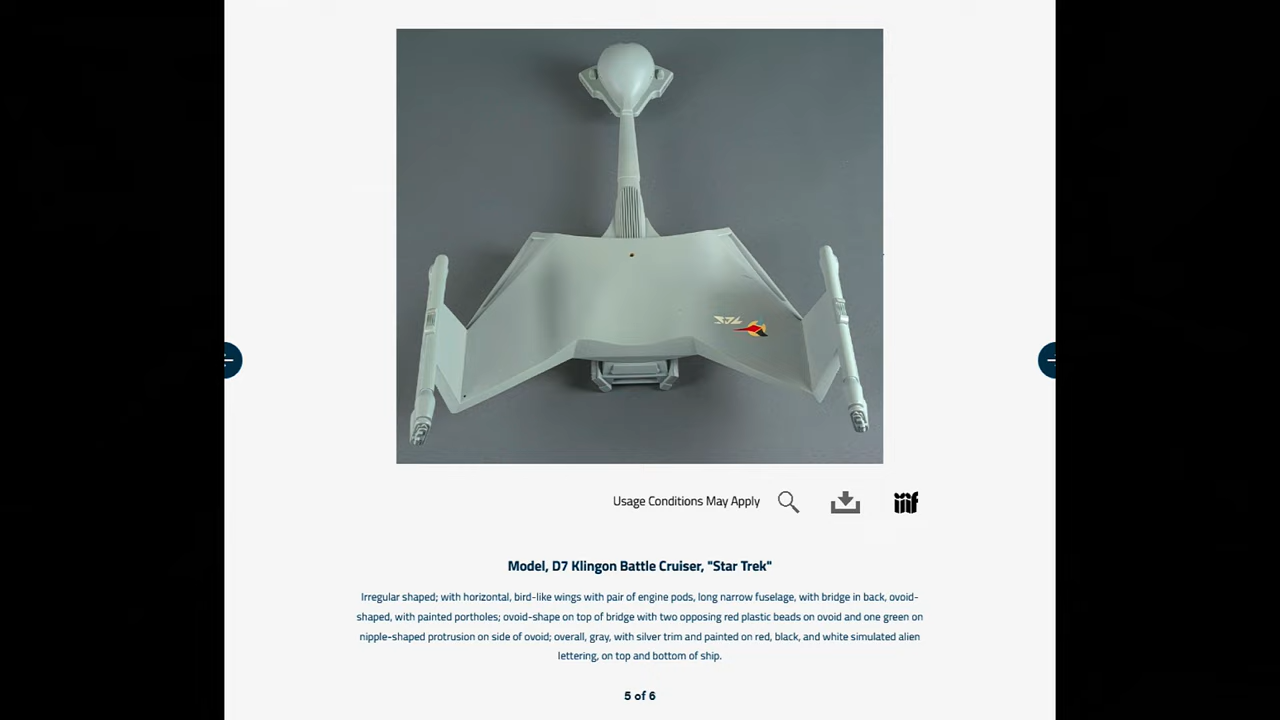 Usage Conditions May Apply
iiif
Model, D7 Klingon Battle Cruiser, "Star Trek"
Irregular shaped; with horizontal, bird-like wings with pair of engine pods, long narrow fuselage, with bridge in back, ovoid-
shaped, with painted portholes; ovoid-shape on top of bridge with two opposing red plastic beads on ovoid and one green on
nipple-shaped protrusion on side of ovoid; overall, gray, with silver trim and painted on red, black, and white simulated alien
lettering, on top and bottom of ship.
5 of 6